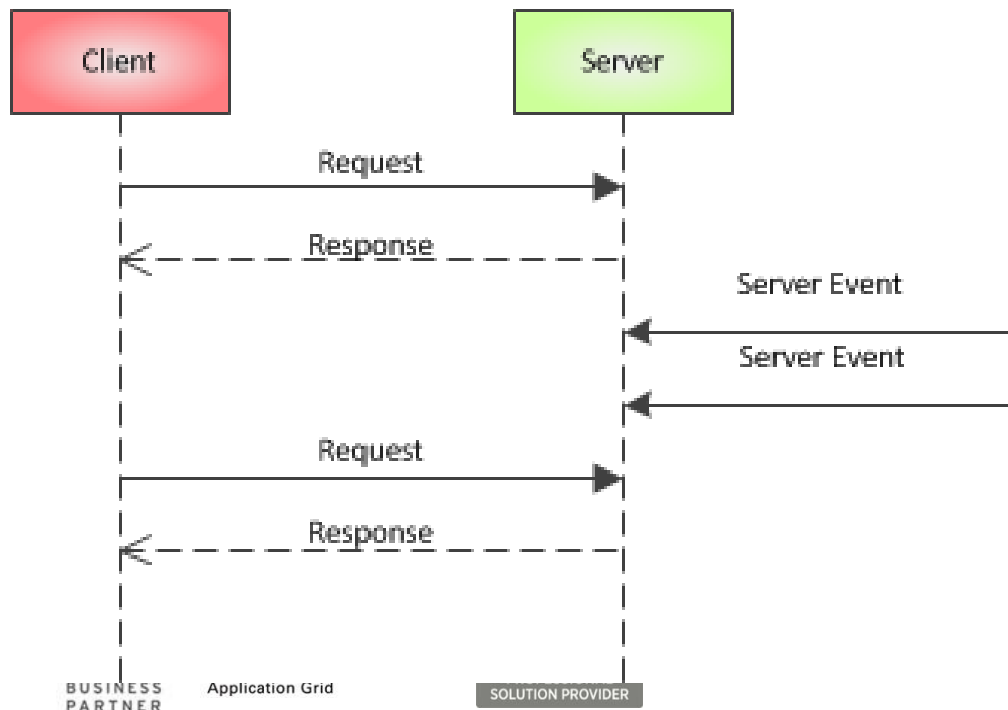 Client
Server
Request
Response
Server Event
Server Event
Request
Response
BUSINESS
PARTNER
Application Grid
SOLUTION PROVIDER